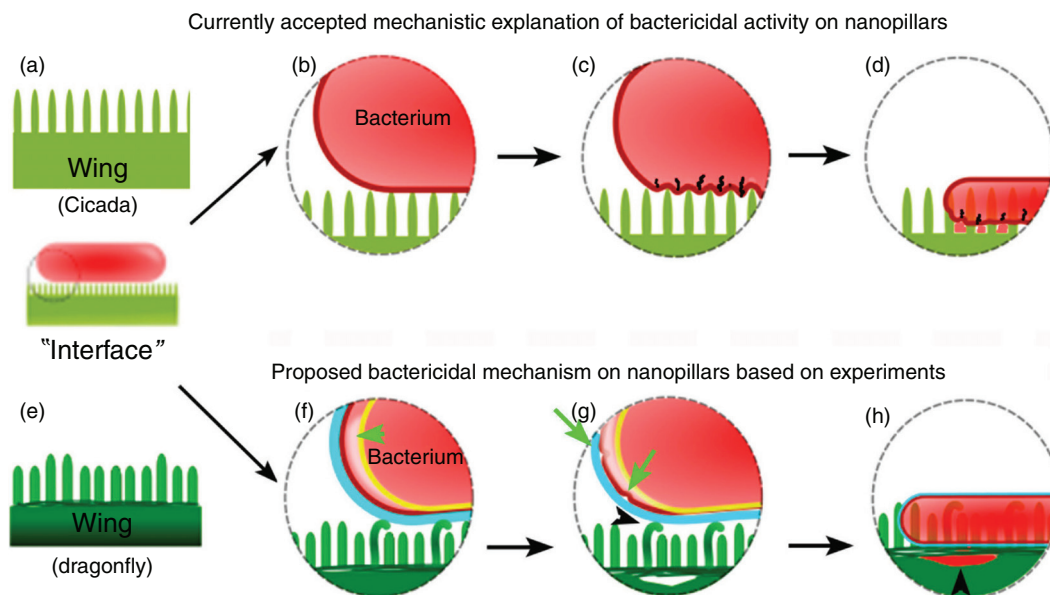 Currently accepted mechanistic explanation of bactericidal activity on nanopillars
(a)
(b)
(c)
(d)
Bacterium
Wing
(Cicada)
"Interface"
Proposed bactericidal mechanism on nanopillars based on experiments
(e)
(f)
(g)
(h)
Bacterium
Wing
(dragonfly)